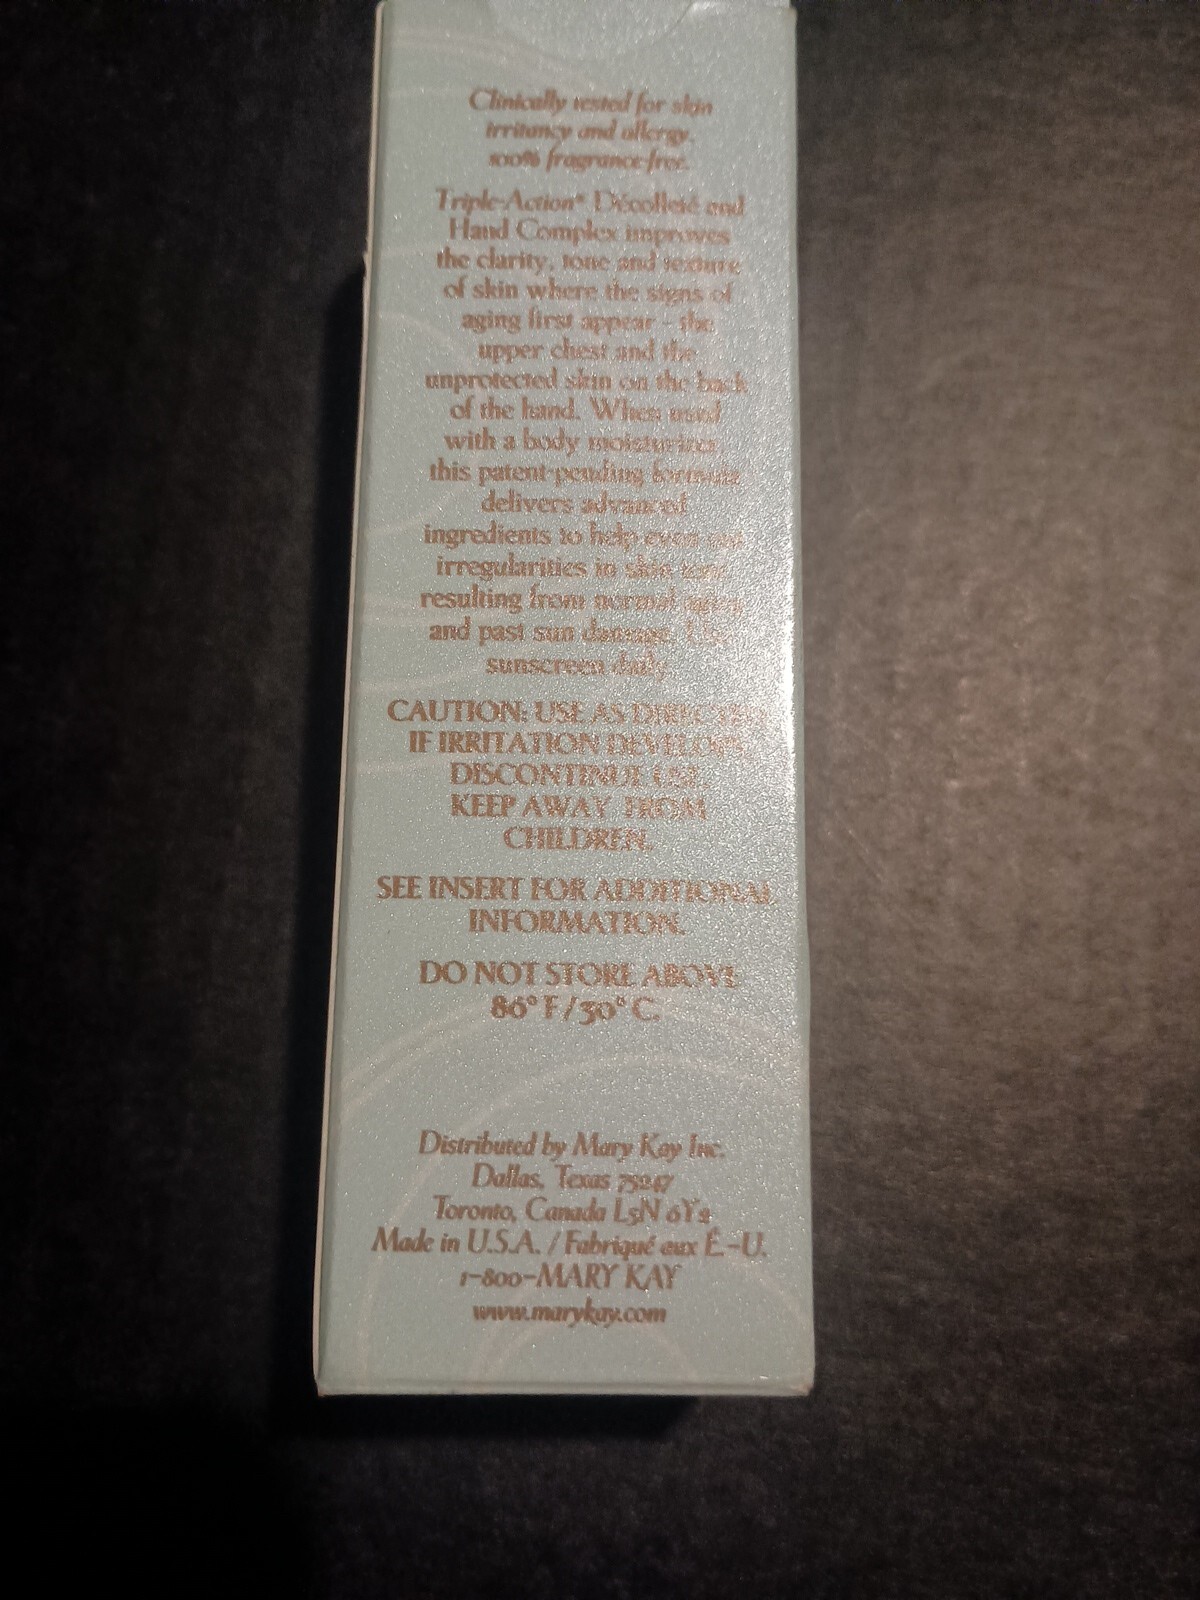 Clinically tested for skin
irritancy and allergy.
100% fragrance-free.
Triple-Action® Décolleté and
Hand Complex improves
the clarity, tone and texture
of skin where the signs of
aging first appear – the
upper chest and the
unprotected skin on the back
of the hand. When used
with a body moisturizer,
this patent-pending formula
delivers advanced
ingredients to help even out
irregularities in skin tone
resulting from normal aging
and past sun damage. Use
sunscreen daily.
CAUTION: USE AS DIRECTED.
IF IRRITATION DEVELOPS,
DISCONTINUE USE.
KEEP AWAY FROM
CHILDREN.
SEE INSERT FOR ADDITIONAL
INFORMATION.
DO NOT STORE ABOVE
86° F/30° C.
Distributed by Mary Kay Inc.
Dallas, Texas 75247
Toronto, Canada L5N 6Y2
Made in U.S.A. / Fabriqué aux É.-U.
1-800-MARY KAY
www.marykay.com